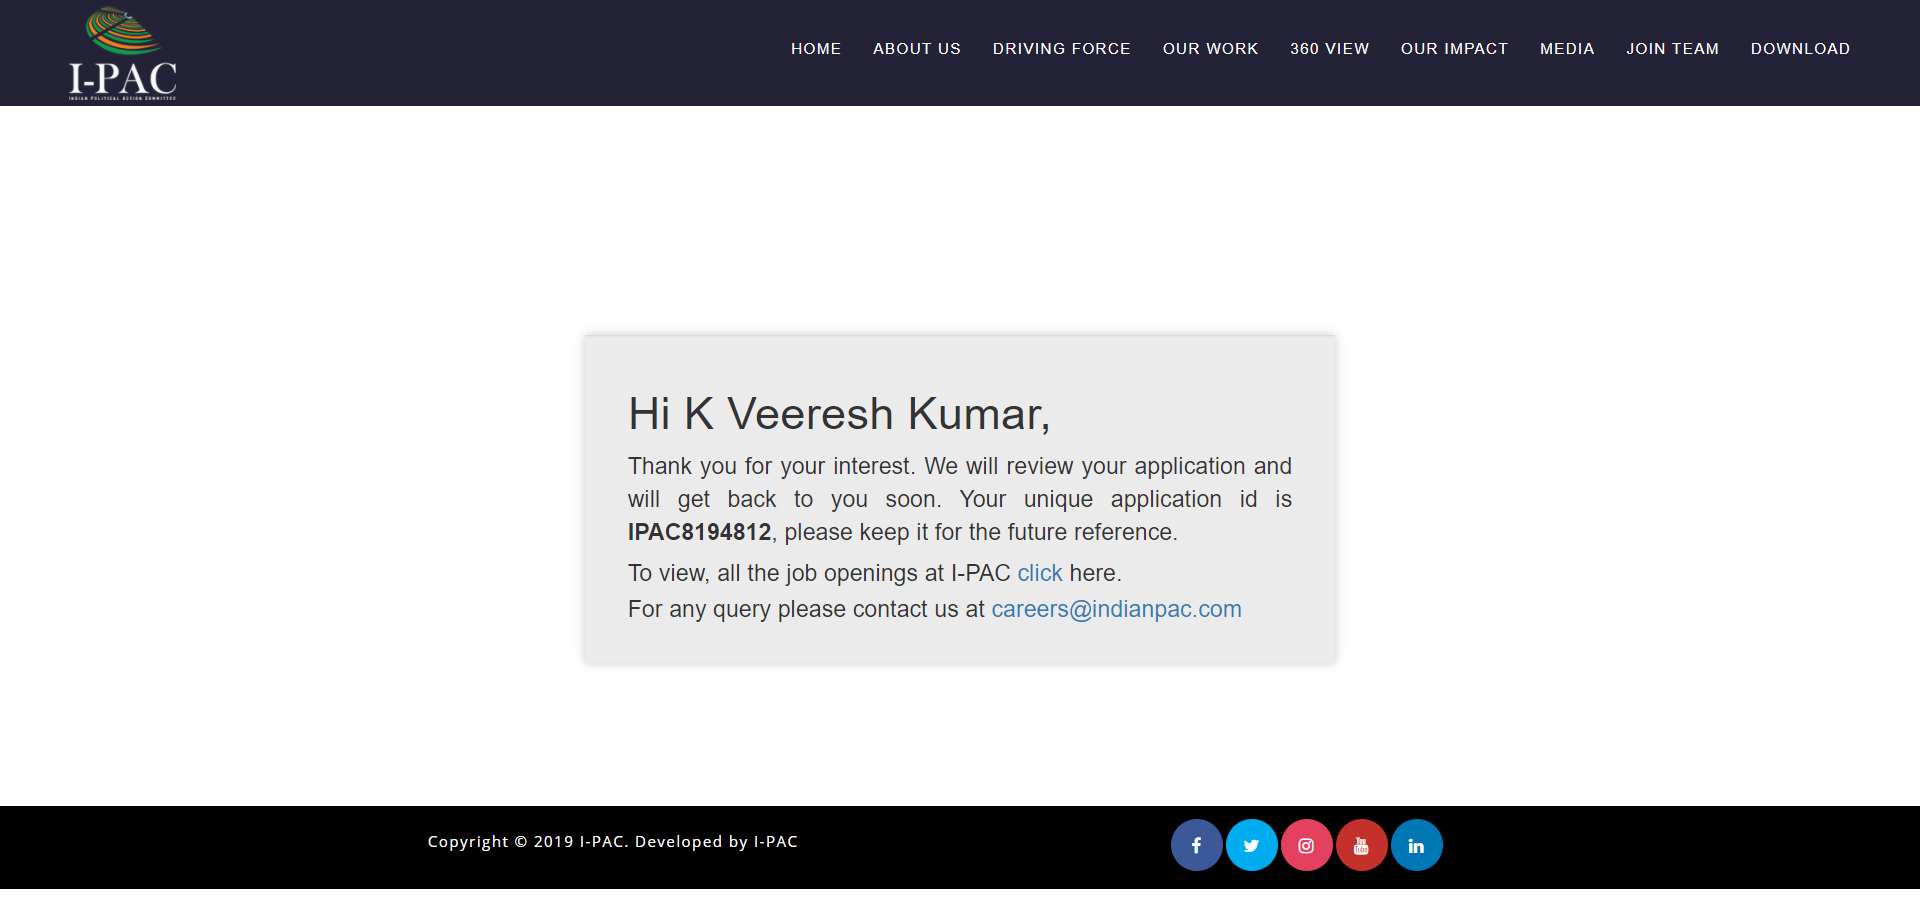 I-PAC
INDIAN POLITICAL ACTION COMMITTEE
HOME ABOUT US DRIVING FORCE OUR WORK 360 VIEW OUR IMPACT MEDIA JOIN TEAM DOWNLOAD
Hi K Veeresh Kumar,
Thank you for your interest. We will review your application and
will get back to you soon. Your unique application id is
IPAC8194812, please keep it for the future reference.
To view, all the job openings at I-PAC click here.
For any query please contact us at careers@indianpac.com
Copyright © 2019 I-PAC. Developed by I-PAC
You Tube